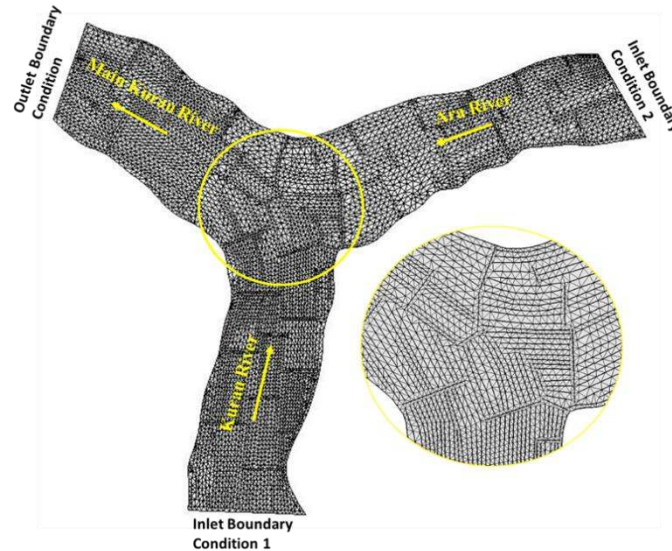 Outlet Boundary
Condition
Main Kurau River
Ara River
Inlet Boundary
Condition 2
Kurau River
Inlet Boundary
Condition 1